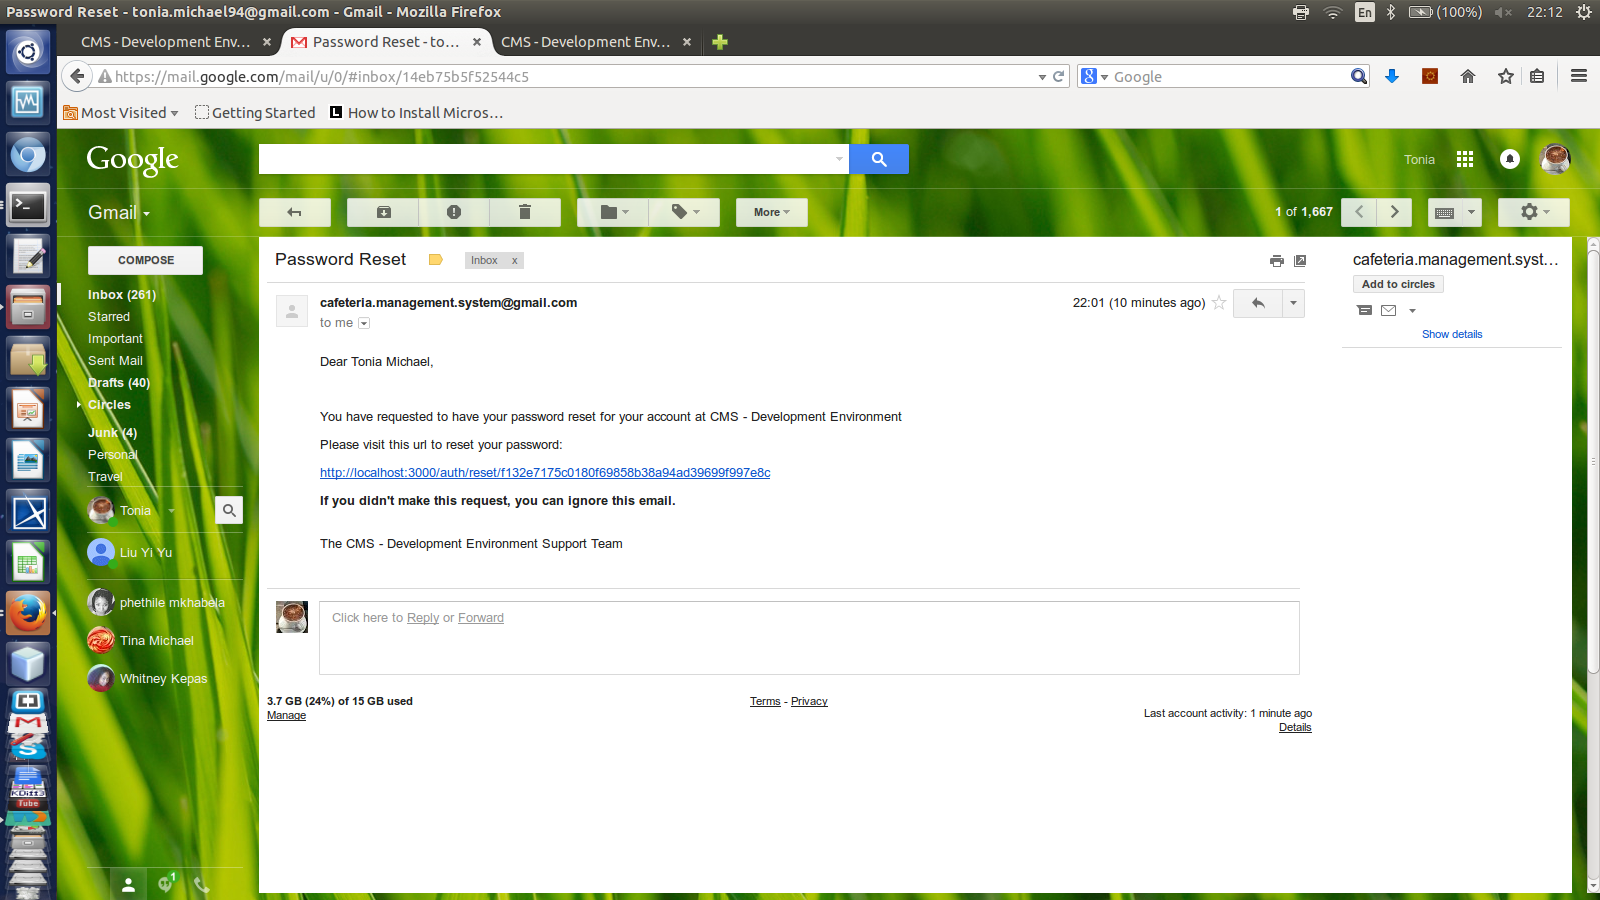 Password Reset - tonia.michael94@gmail.com - Gmail - Mozilla Firefox
En (100%) 22:12
CMS - Development Env... × Password Reset - to... × CMS - Development Env... ×
https://mail.google.com/mail/u/0/#inbox/14eb75b5f52544c5
Google
Most Visited Getting Started How to Install Micros...
Google
Tonia
Gmail
More
1 of 1,667
COMPOSE
Inbox (261)
Starred
Important
Sent Mail
Drafts (40)
Circles
Junk (4)
Personal
Travel
Tonia
Liu Yi Yu
phethile mkhabela
Tina Michael
Whitney Kepas
1
Password Reset Inbox x
cafeteria.management.system@gmail.com
22:01 (10 minutes ago)
to me
Dear Tonia Michael,
You have requested to have your password reset for your account at CMS - Development Environment
Please visit this url to reset your password:
http://localhost:3000/auth/reset/f132e7175c0180f69858b38a94ad39699f997e8c
If you didn't make this request, you can ignore this email.
The CMS - Development Environment Support Team
Click here to Reply or Forward
3.7 GB (24%) of 15 GB used
Manage
Terms - Privacy
Last account activity: 1 minute ago
Details
cafeteria.management.syst...
Add to circles
Show details
KDiff3
Tube